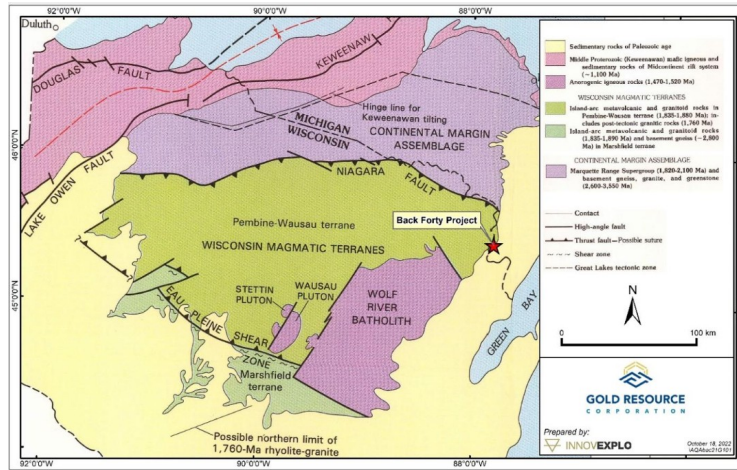 92°0'0"W
90°0'0"W
88°0'0"W
Duluth
DOUGLAS FAULT
KEWEENAW
FAULT
Hinge line for
Keweenawan tilting
MICHIGAN
WISCONSIN
CONTINENTAL MARGIN
ASSEMBLAGE
46°0'0"N
LAKE OWEN FAULT
NIAGARA FAULT
Pembine-Wausau terrane
Back Forty Project
WISCONSIN MAGMATIC TERRANES
45°0'0"N
STETTIN
PLUTON
WAUSAU
PLUTON
WOLF
RIVER
BATHOLITH
GREEN BAY
EAU PLEINE SHEAR
ZONE
Marshfield
terrane
Possible northern limit of
1,760-Ma rhyolite-granite
92°0'0"W
90°0'0"W
88°0'0"W
Sedimentary rocks of Paleozoic age
Middle Proterozoic (Keweenawan) mafic igneous and
sedimentary rocks of Midcontinent rift system
(~1,100 Ma)
Anorogenic igneous rocks (1,470-1,520 Ma)
WISCONSIN MAGMATIC TERRANES
Island-arc metavolcanic and granitoid rocks in
Pembine-Wausau terrane (1,835-1,880 Ma); in-
cludes post-tectonic granitic rocks (1,760 Ma)
Island-arc metavolcanic and granitoid rocks
(1,835-1,890 Ma) and basement gneiss (~2,800
Ma) in Marshfield terrane
CONTINENTAL MARGIN ASSEMBLAGE
Marquette Range Supergroup (1,820-2,100 Ma) and
basement gneiss, granite, and greenstone
(2,600-3,550 Ma)
Contact
High-angle fault
Thrust fault—Possible suture
Shear zone
Great Lakes tectonic zone
N
0
100 km
GOLD RESOURCE
CORPORATION
Prepared by:
INNOVEXPLO
October 18, 2022